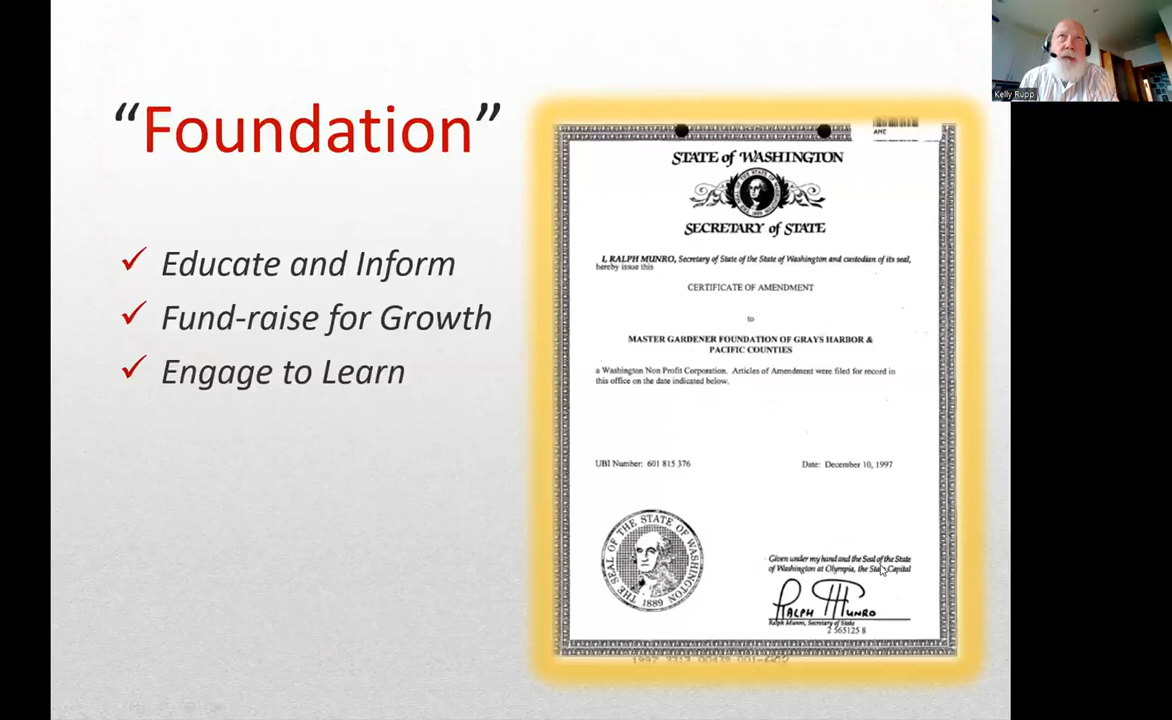 “Foundation”
✓ Educate and Inform
✓ Fund-raise for Growth
✓ Engage to Learn
AME
STATE of WASHINGTON
SECRETARY of STATE
I, RALPH MUNRO, Secretary of State of the State of Washington and custodian of its seal,
hereby issue this
CERTIFICATE OF AMENDMENT
to
MASTER GARDENER FOUNDATION OF GRAYS HARBOR &
PACIFIC COUNTIES
a Washington Non Profit Corporation. Articles of Amendment were filed for record in
this office on the date indicated below.
UBI Number: 601 815 376
Date: December 10, 1997
THE SEAL OF THE STATE OF WASHINGTON
1889
Given under my hand and the Seal of the State
of Washington at Olympia, the State Capital
RALPH MUNRO
Ralph Munro, Secretary of State
2 565125 8
Kelly Rupp